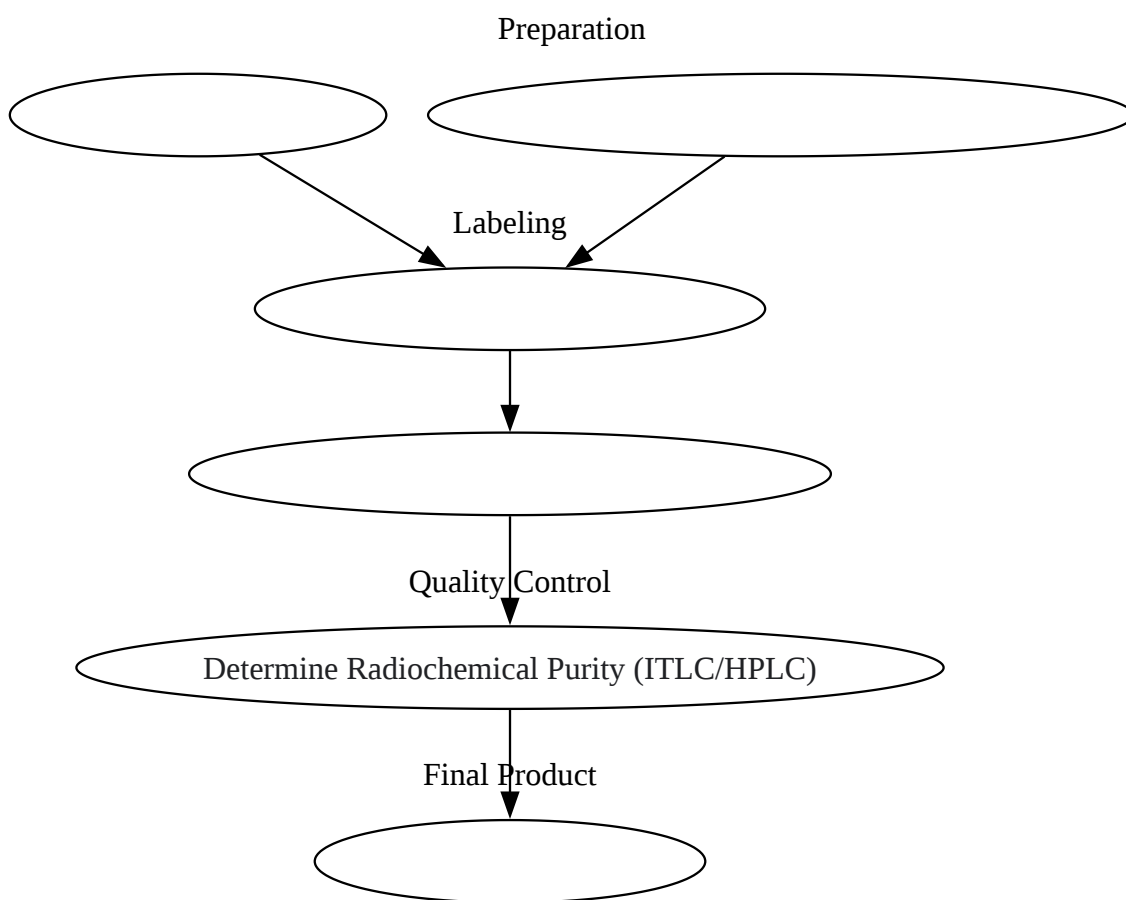 Preparation
Labeling
Quality Control
Determine Radiochemical Purity (ITLC/HPLC)
Final Product